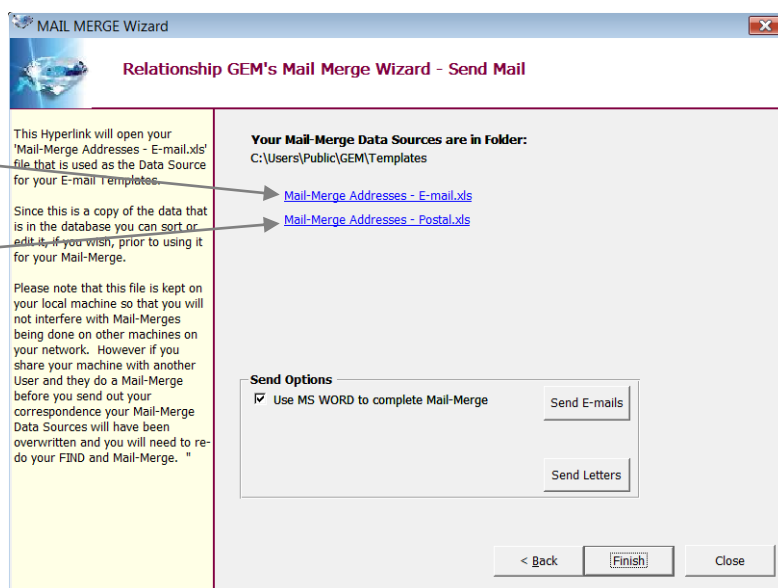 MAIL MERGE Wizard
Relationship GEM's Mail Merge Wizard - Send Mail
This Hyperlink will open your
'Mail-Merge Addresses - E-mail.xls'
file that is used as the Data Source
for your E-mail Templates.
Since this is a copy of the data that
is in the database you can sort or
edit it, if you wish, prior to using it
for your Mail-Merge.
Please note that this file is kept on
your local machine so that you will
not interfere with Mail-Merges
being done on other machines on
your network.  However if you
share your machine with another
User and they do a Mail-Merge
before you send out your
correspondence your Mail-Merge
Data Sources will have been
overwritten and you will need to re-
do your FIND and Mail-Merge.  "
Your Mail-Merge Data Sources are in Folder:
C:\Users\Public\GEM\Templates
Mail-Merge Addresses - E-mail.xls
Mail-Merge Addresses - Postal.xls
Send Options
Use MS WORD to complete Mail-Merge
Send E-mails
Send Letters
< Back
Finish
Close